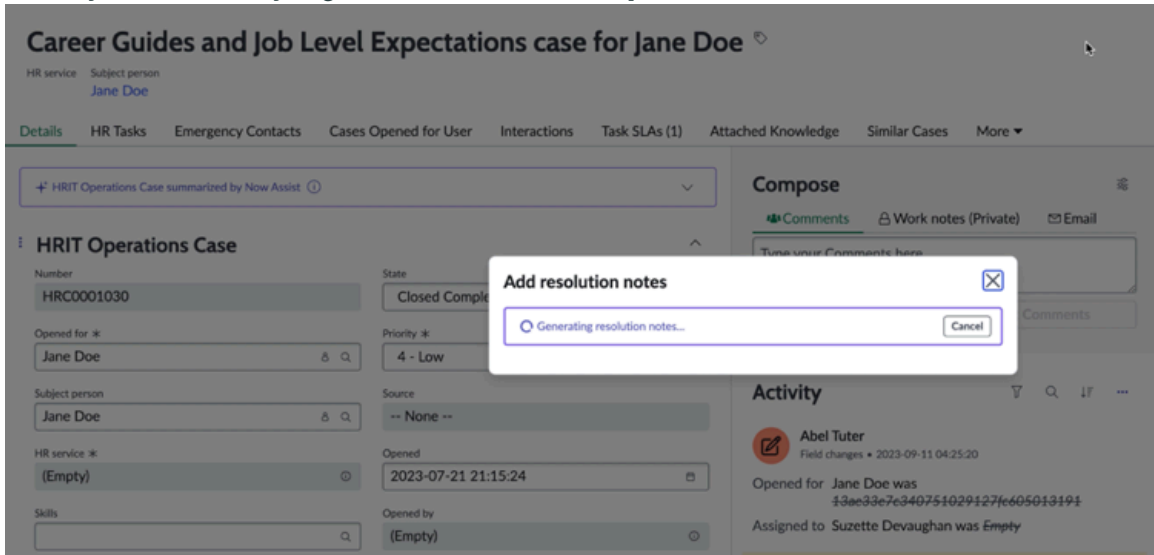 Career Guides and Job Level Expectations case for Jane Doe
HR service Subject person
Jane Doe
Details HR Tasks Emergency Contacts Cases Opened for User Interactions Task SLAs (1) Attached Knowledge Similar Cases More
HRIT Operations Case summarized by Now Assist
HRIT Operations Case
Number
HRC0001030
Opened for *
Jane Doe
Subject person
Jane Doe
HR service *
(Empty)
Skills
State
Closed Comple
Priority *
4 - Low
Source
-- None --
Opened
2023-07-21 21:15:24
Opened by
(Empty)
Add resolution notes
Generating resolution notes...
Cancel
Compose
Comments Work notes (Private) Email
Type your Comments here
Comments
Activity
Abel Tuter
Field changes • 2023-09-11 04:25:20
Opened for Jane Doe was
13ae33e7c340751029127fc605013191
Assigned to Suzette Devaughan was Empty